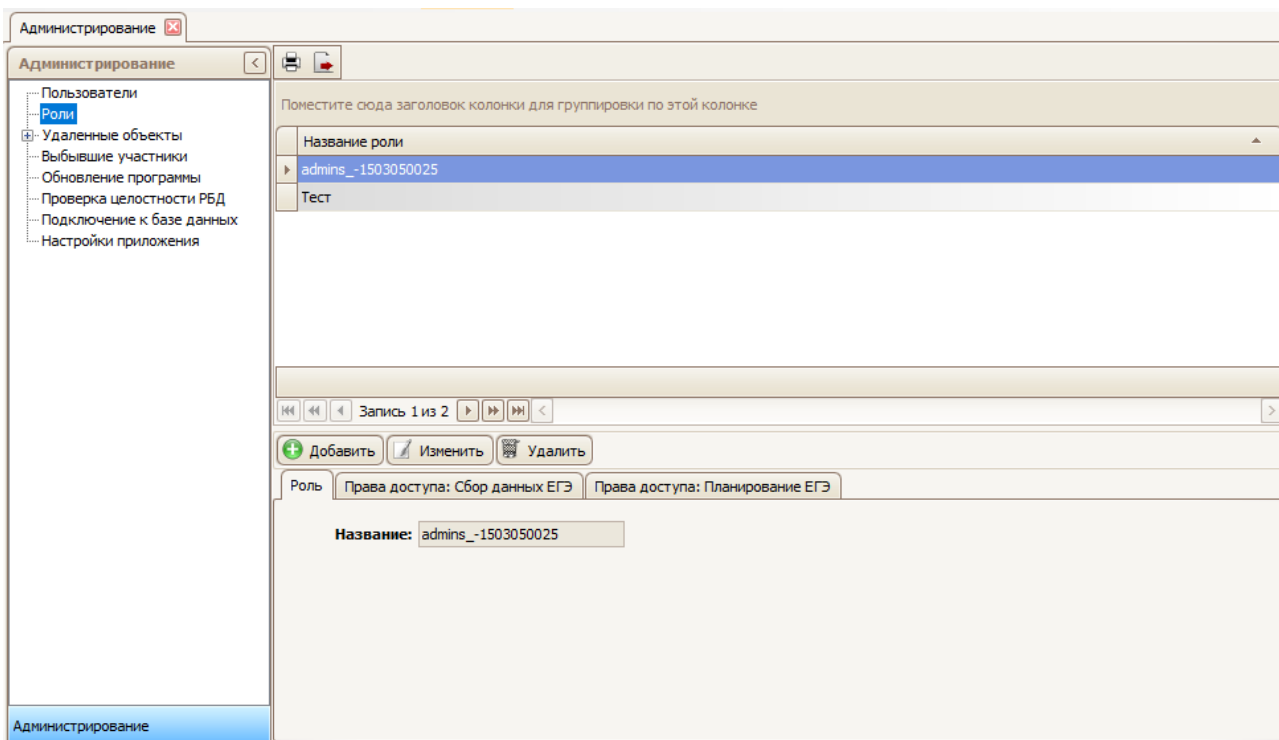 Администрирование
Администрирование
Пользователи
Роли
Удаленные объекты
Выбывшие участники
Обновление программы
Проверка целостности РБД
Подключение к базе данных
Настройки приложения
Администрирование
Поместите сюда заголовок колонки для группировки по этой колонке
Название роли
admins_-1503050025
Тест
Запись 1 из 2
Добавить Изменить Удалить
Роль Права доступа: Сбор данных ЕГЭ Права доступа: Планирование ЕГЭ
Название: admins_-1503050025